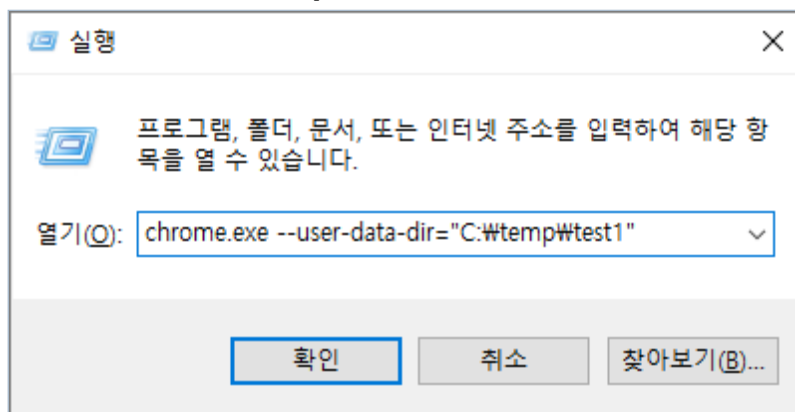 실행
프로그램, 폴더, 문서, 또는 인터넷 주소를 입력하여 해당 항
목을 열 수 있습니다.
열기(O): chrome.exe --user-data-dir="C:₩temp₩test1"
확인 취소 찾아보기(B)...